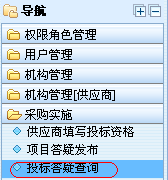 导航
权限角色管理
用户管理
机构管理
机构管理[供应商]
采购实施
供应商填写投标资格
项目答疑发布
投标答疑查询